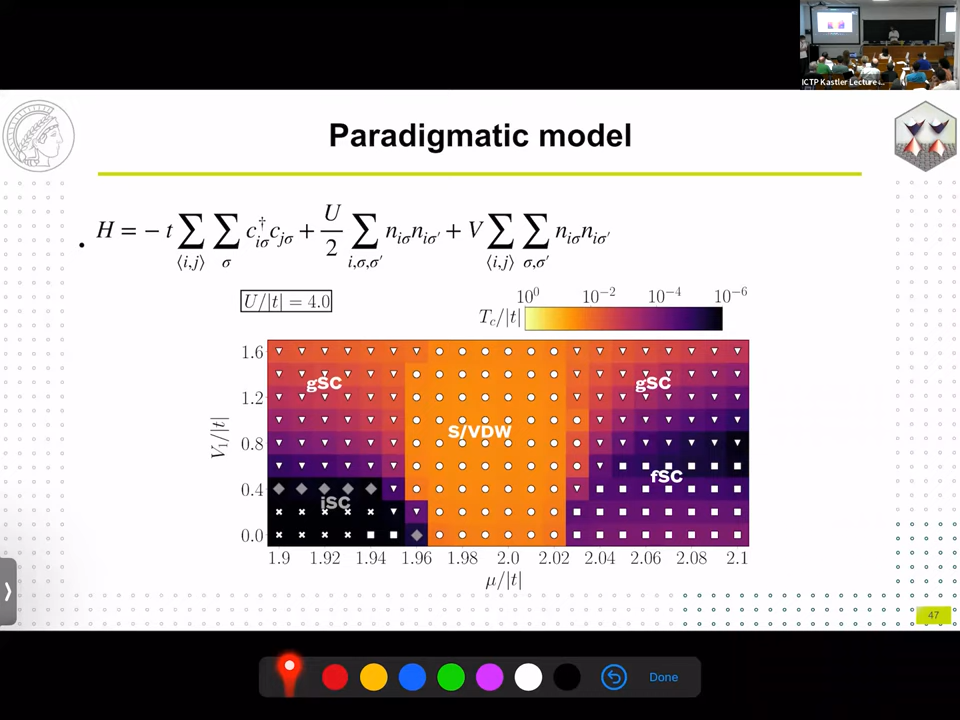 ICTP Kastler Lecture
Paradigmatic model
H = − t ∑⟨i,j⟩ ∑σ c†iσ cjσ + U/2 ∑i,σ,σ′ niσ niσ′ + V ∑⟨i,j⟩ ∑σ,σ′ niσ niσ′
U/|t| = 4.0
10⁰ 10⁻² 10⁻⁴ 10⁻⁶
Tc/|t|
1.6
gSC gSC
1.2
S/VDW
V1/|t| 0.8
fSC
0.4
iSC
0.0
1.9 1.92 1.94 1.96 1.98 2.0 2.02 2.04 2.06 2.08 2.1
μ/|t|
47
Done